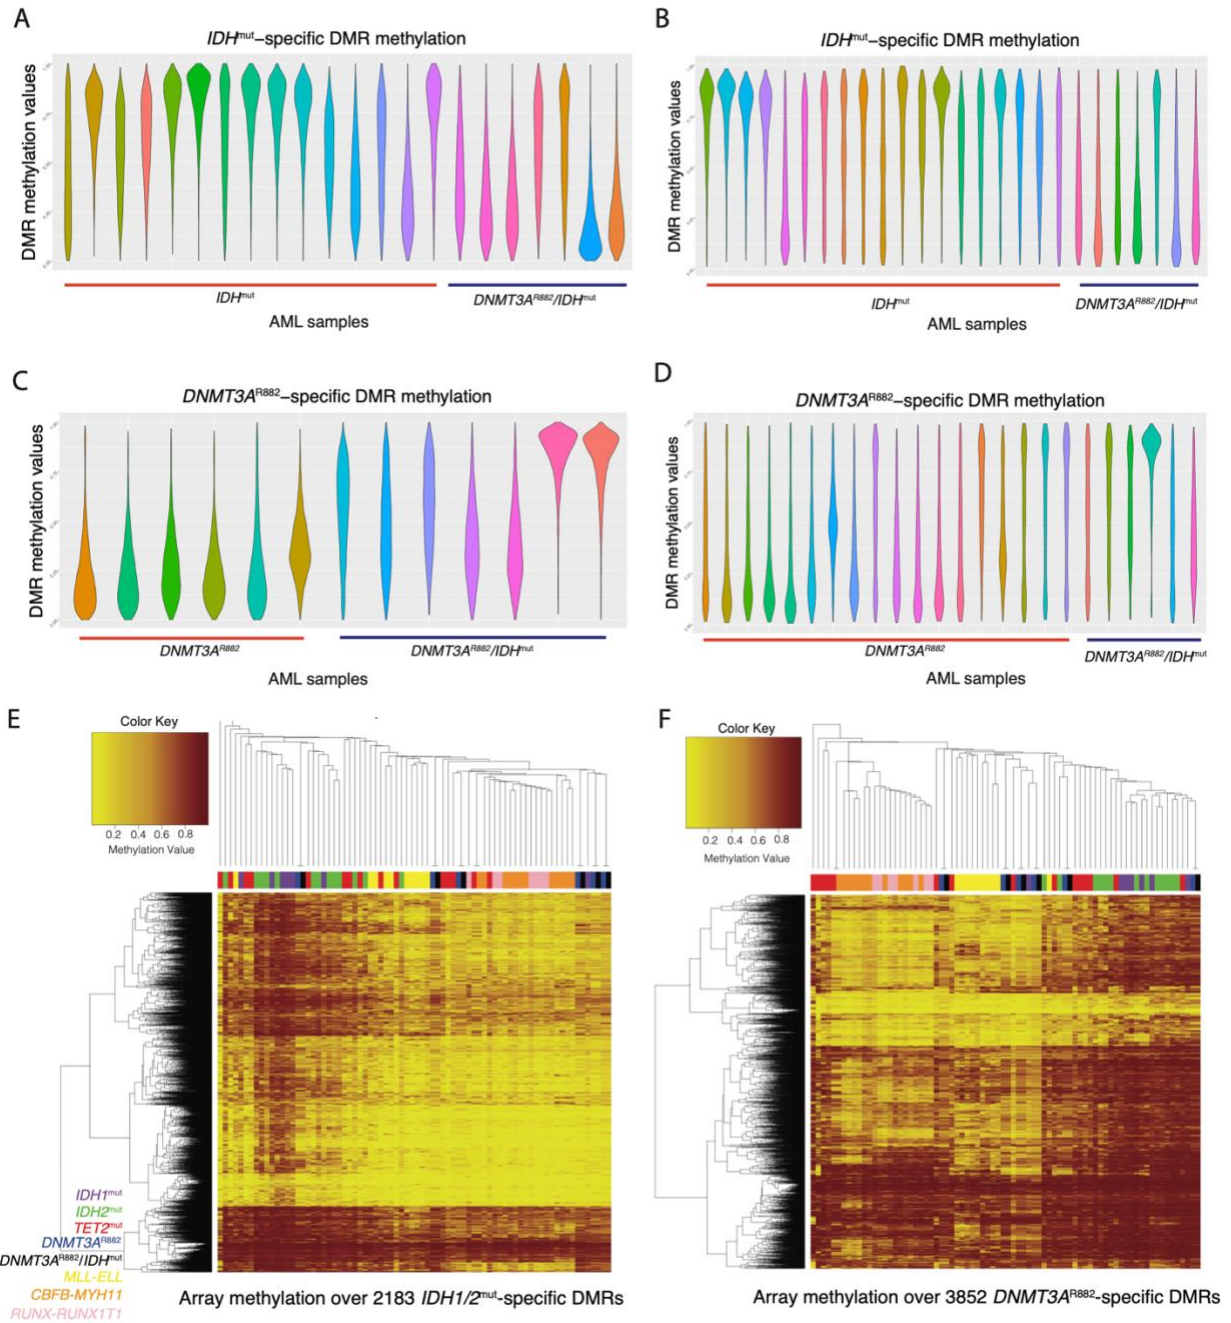 A
IDHmut–specific DMR methylation
DMR methylation values
IDHmut
DNMT3AR882/IDHmut
AML samples
B
IDHmut–specific DMR methylation
DMR methylation values
IDHmut
DNMT3AR882/IDHmut
AML samples
C
DNMT3AR882–specific DMR methylation
DMR methylation values
DNMT3AR882
DNMT3AR882/IDHmut
AML samples
D
DNMT3AR882–specific DMR methylation
DMR methylation values
DNMT3AR882
DNMT3AR882/IDHmut
AML samples
E
Color Key
0.2 0.4 0.6 0.8
Methylation Value
IDH1mut
IDH2mut
TET2mut
DNMT3AR882
DNMT3AR882/IDHmut
MLL-ELL
CBFB-MYH11
RUNX-RUNX1T1
Array methylation over 2183 IDH1/2mut-specific DMRs
F
Color Key
0.2 0.4 0.6 0.8
Methylation Value
Array methylation over 3852 DNMT3AR882-specific DMRs